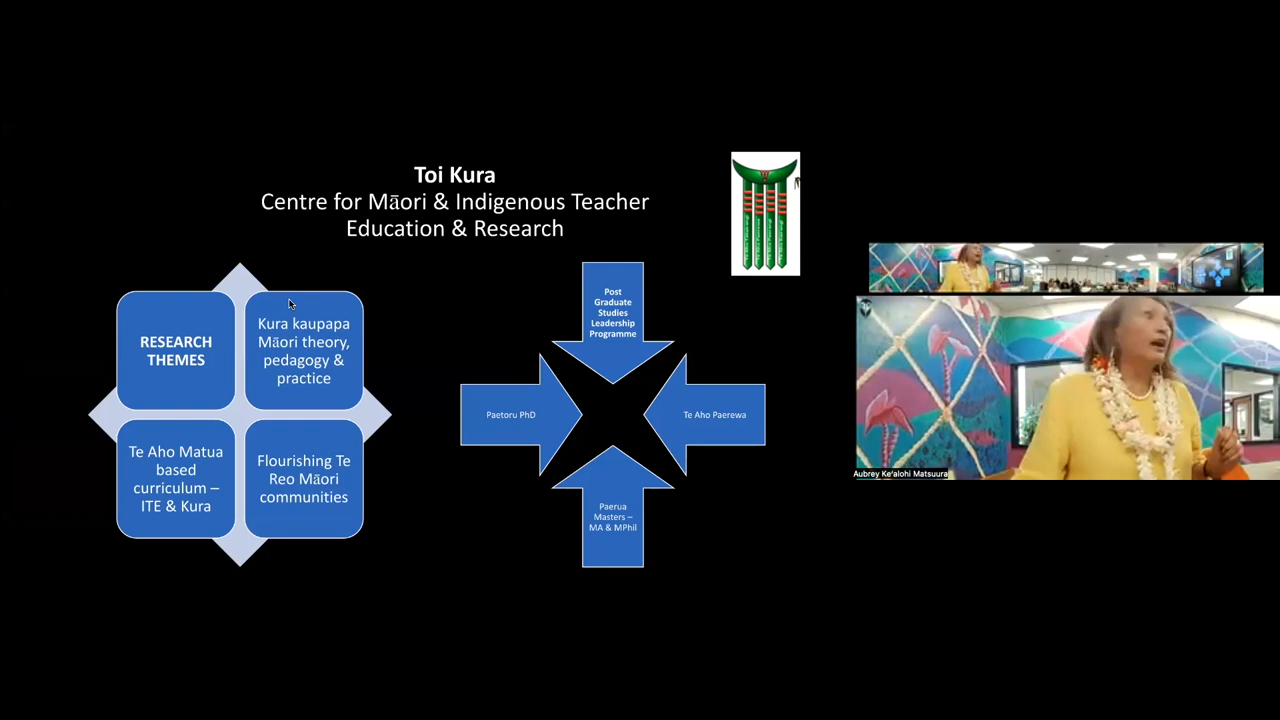 Toi Kura
Centre for Māori & Indigenous Teacher
Education & Research
RESEARCH
THEMES
Kura kaupapa
Māori theory,
pedagogy &
practice
Te Aho Matua
based
curriculum –
ITE & Kura
Flourishing Te
Reo Māori
communities
Post
Graduate
Studies
Leadership
Programme
Paetoru PhD
Te Aho Paerewa
Paerua
Masters –
MA & MPhil
Aubrey Keʻalohi Matsuura